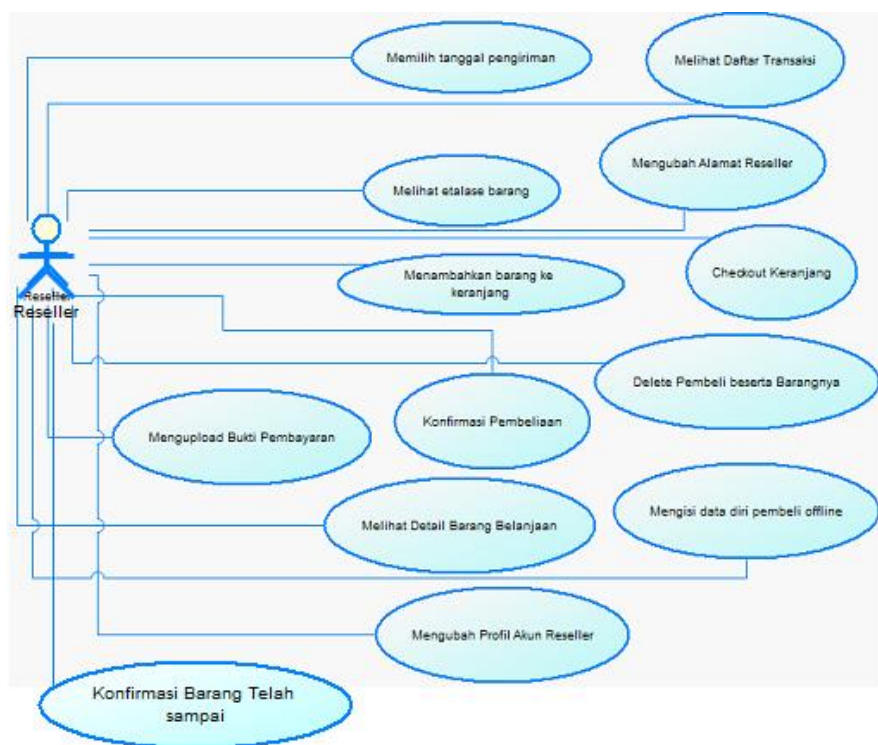 Memilih tanggal pengiriman
Melihat Daftar Transaksi
Mengubah Alamat Reseller
Melihat etalase barang
Menambahkan barang ke
keranjang
Checkout Keranjang
Reseller
Reseller
Delete Pembeli beserta Barangnya
Konfirmasi Pembeliaan
Mengupload Bukti Pembayaran
Mengisi data diri pembeli offline
Melihat Detail Barang Belanjaan
Mengubah Profil Akun Reseller
Konfirmasi Barang Telah
sampai